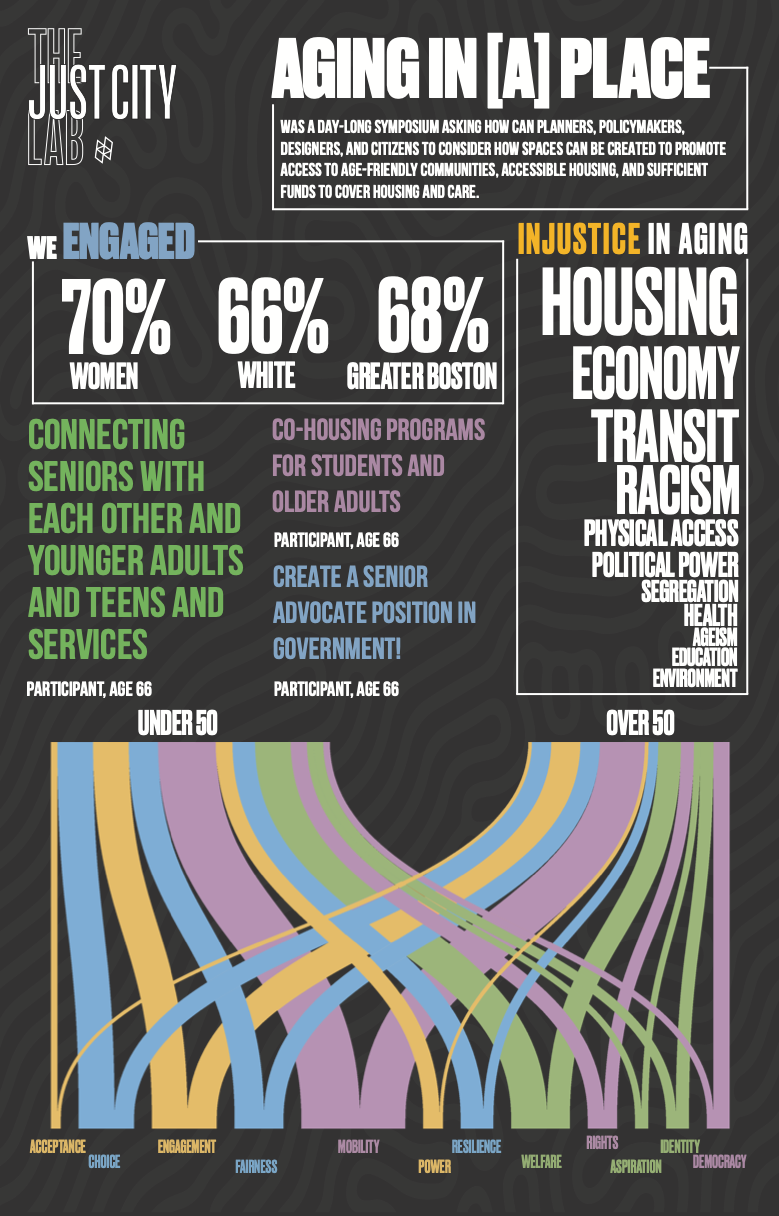 THE
JUST CITY
LAB
AGING IN [A] PLACE
WAS A DAY-LONG SYMPOSIUM ASKING HOW CAN PLANNERS, POLICYMAKERS,
DESIGNERS, AND CITIZENS TO CONSIDER HOW SPACES CAN BE CREATED TO PROMOTE
ACCESS TO AGE-FRIENDLY COMMUNITIES, ACCESSIBLE HOUSING, AND SUFFICIENT
FUNDS TO COVER HOUSING AND CARE.
WE ENGAGED
70% 66% 68%
WOMEN WHITE GREATER BOSTON
INJUSTICE IN AGING
HOUSING
ECONOMY
TRANSIT
RACISM
PHYSICAL ACCESS
POLITICAL POWER
SEGREGATION
HEALTH
AGEISM
EDUCATION
ENVIRONMENT
CONNECTING
SENIORS WITH
EACH OTHER AND
YOUNGER ADULTS
AND TEENS AND
SERVICES
PARTICIPANT, AGE 66
CO-HOUSING PROGRAMS
FOR STUDENTS AND
OLDER ADULTS
PARTICIPANT, AGE 66
CREATE A SENIOR
ADVOCATE POSITION IN
GOVERNMENT!
PARTICIPANT, AGE 66
UNDER 50
OVER 50
ACCEPTANCE
CHOICE
ENGAGEMENT
FAIRNESS
MOBILITY
POWER
RESILIENCE
WELFARE
RIGHTS
ASPIRATION
IDENTITY
DEMOCRACY